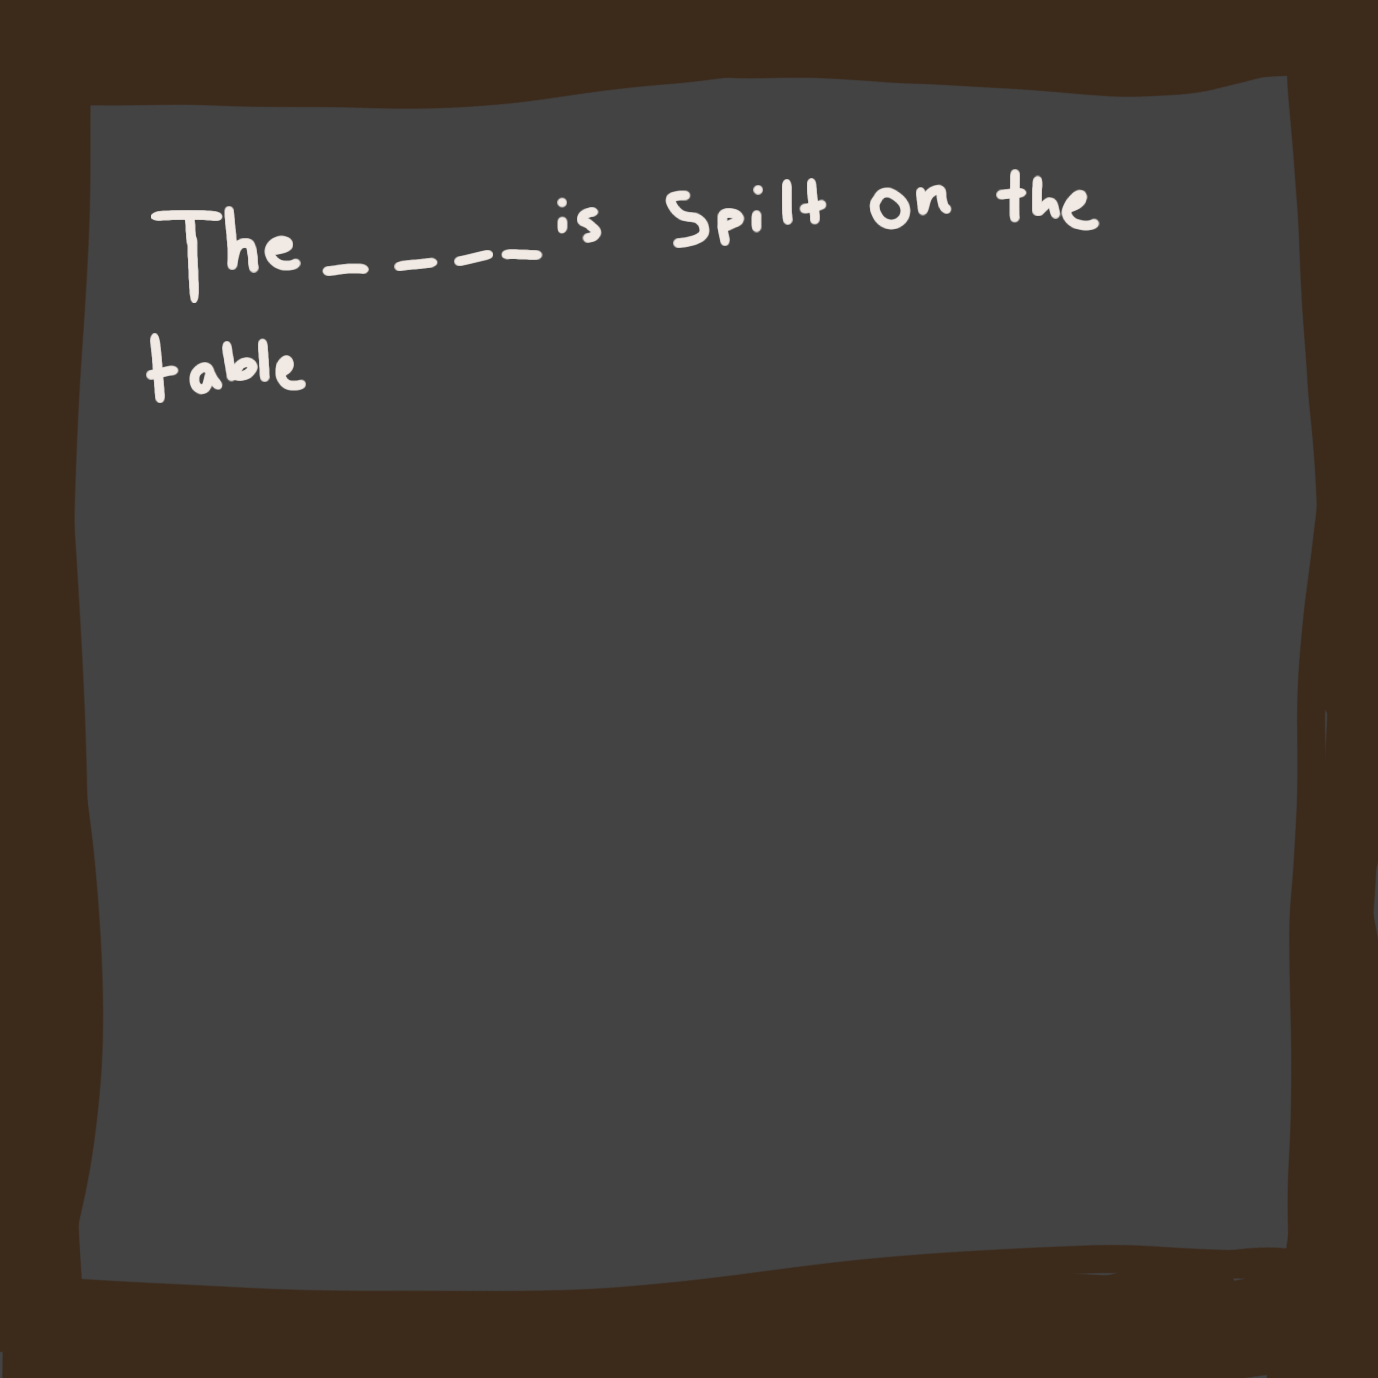 The _ _ _ _ is Spilt on the
table